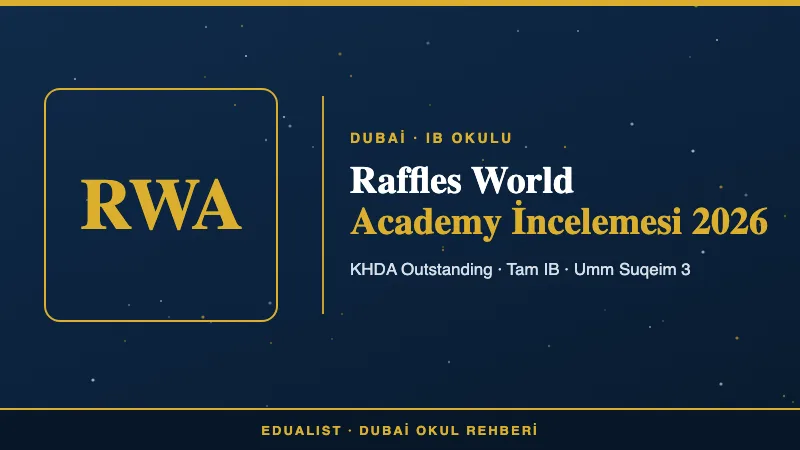 RWA
DUBAİ · IB OKULU
Raffles World
Academy İncelemesi 2026
KHDA Outstanding · Tam IB · Umm Suqeim 3
EDUALIST · DUBAİ OKUL REHBERİ